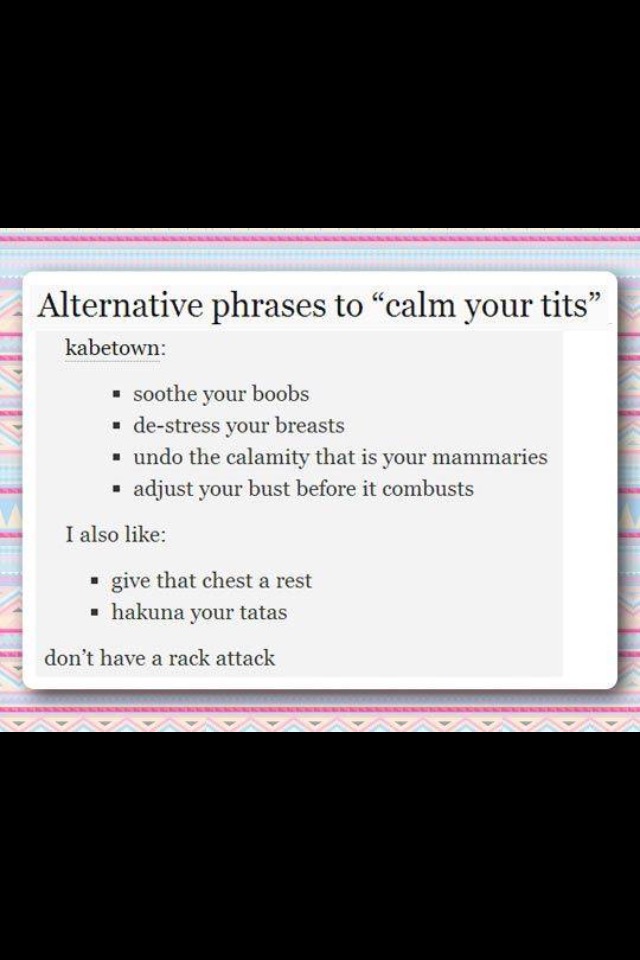 Alternative phrases to “calm your tits”
kabetown:
▪ soothe your boobs
▪ de-stress your breasts
▪ undo the calamity that is your mammaries
▪ adjust your bust before it combusts
I also like:
▪ give that chest a rest
▪ hakuna your tatas
don’t have a rack attack